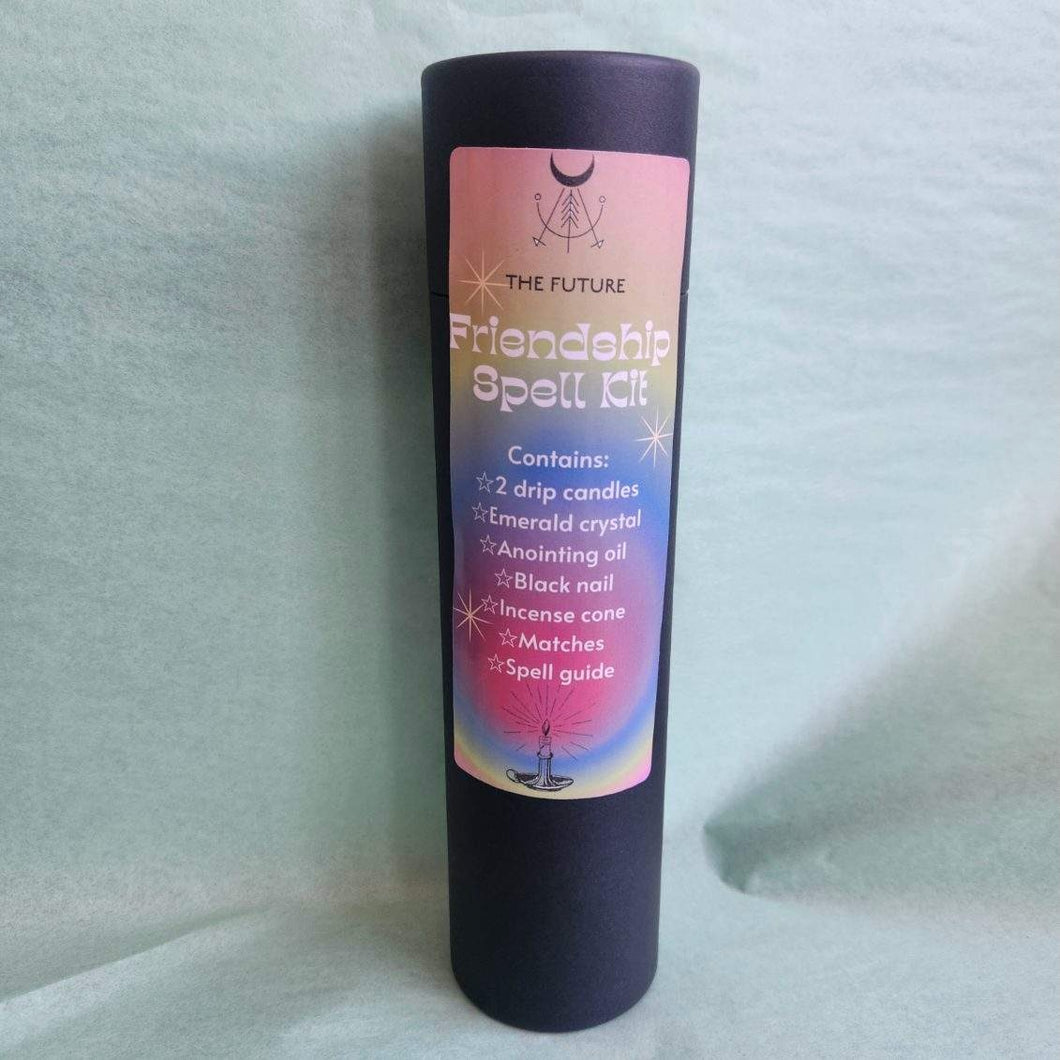 THE FUTURE
Friendship
Spell Kit
Contains:
☆2 drip candles
☆Emerald crystal
☆Anointing oil
☆Black nail
☆Incense cone
☆Matches
☆Spell guide